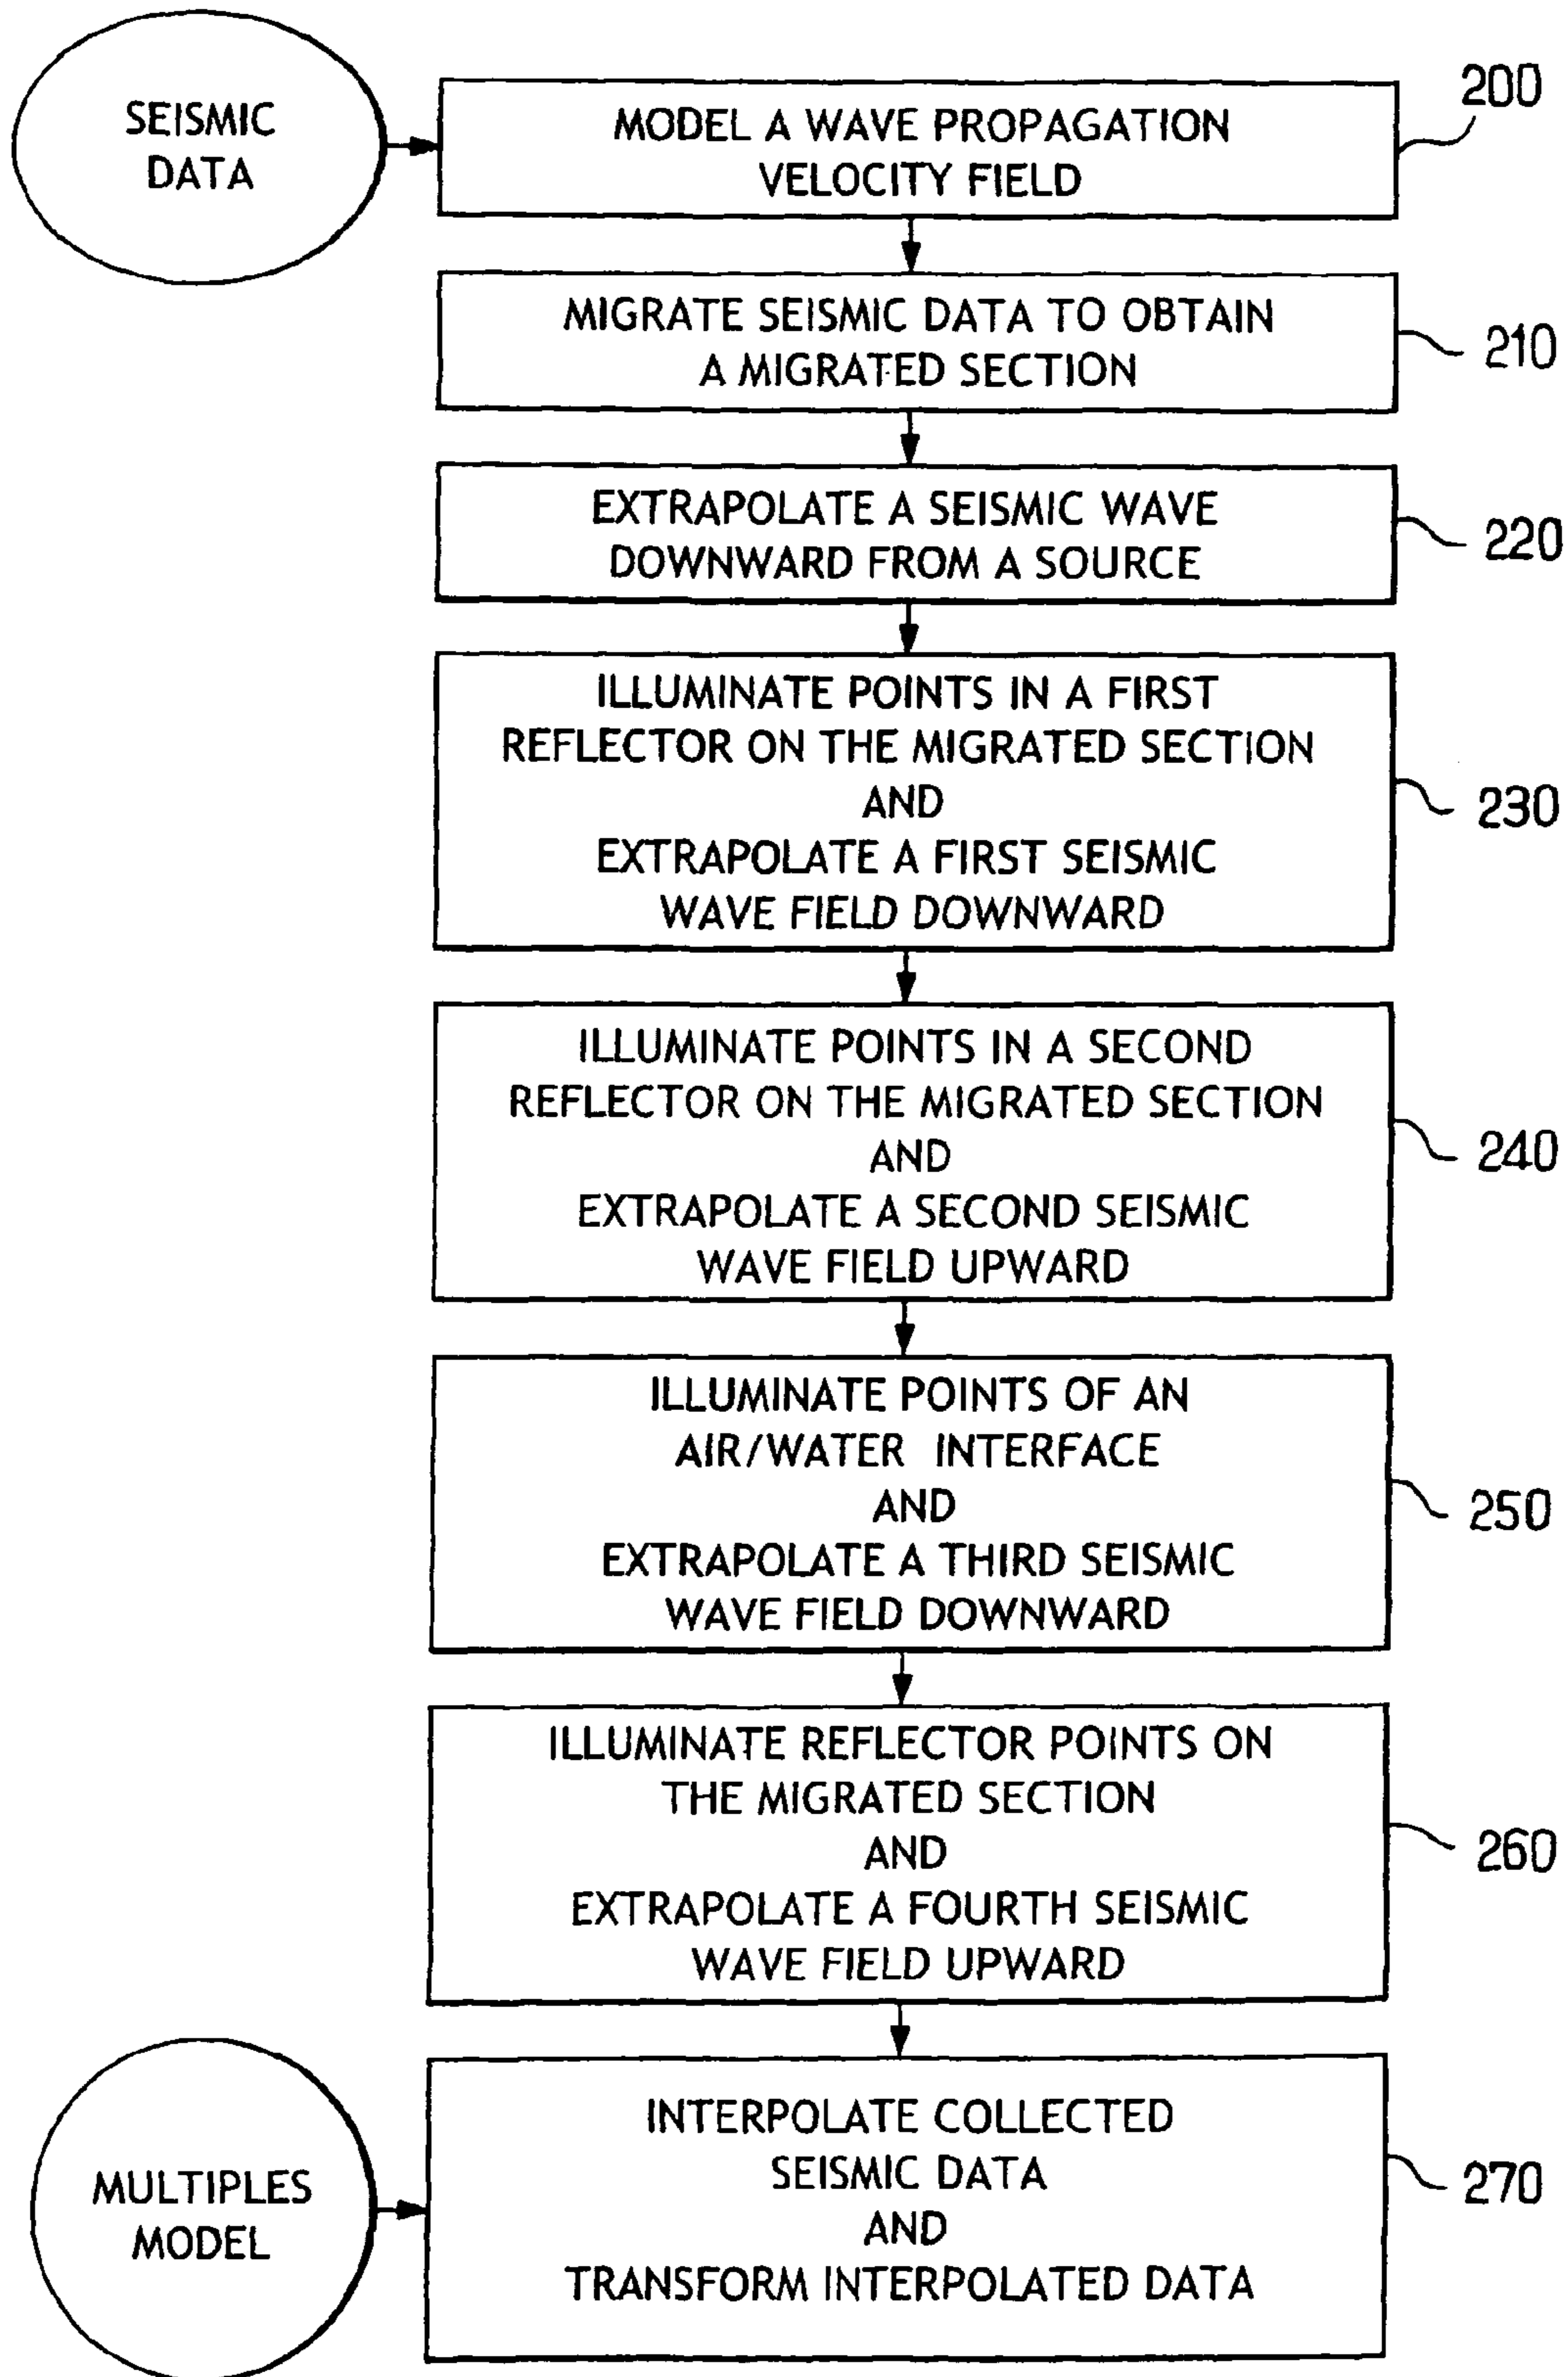 SEISMIC
DATA
MODEL A WAVE PROPAGATION
VELOCITY FIELD
200
MIGRATE SEISMIC DATA TO OBTAIN
A MIGRATED SECTION
210
EXTRAPOLATE A SEISMIC WAVE
DOWNWARD FROM A SOURCE
220
ILLUMINATE POINTS IN A FIRST
REFLECTOR ON THE MIGRATED SECTION
AND
EXTRAPOLATE A FIRST SEISMIC
WAVE FIELD DOWNWARD
230
ILLUMINATE POINTS IN A SECOND
REFLECTOR ON THE MIGRATED SECTION
AND
EXTRAPOLATE A SECOND SEISMIC
WAVE FIELD UPWARD
240
ILLUMINATE POINTS OF AN
AIR/WATER INTERFACE
AND
EXTRAPOLATE A THIRD SEISMIC
WAVE FIELD DOWNWARD
250
ILLUMINATE REFLECTOR POINTS ON
THE MIGRATED SECTION
AND
EXTRAPOLATE A FOURTH SEISMIC
WAVE FIELD UPWARD
260
MULTIPLES
MODEL
INTERPOLATE COLLECTED
SEISMIC DATA
AND
TRANSFORM INTERPOLATED DATA
270